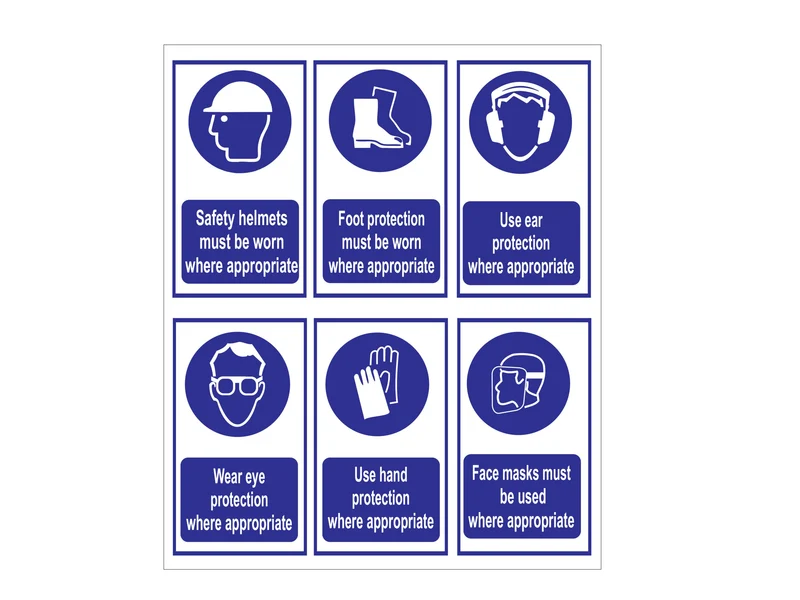 Safety helmets
must be worn
where appropriate
Foot protection
must be worn
where appropriate
Use ear
protection
where appropriate
Wear eye
protection
where appropriate
Use hand
protection
where appropriate
Face masks must
be used
where appropriate